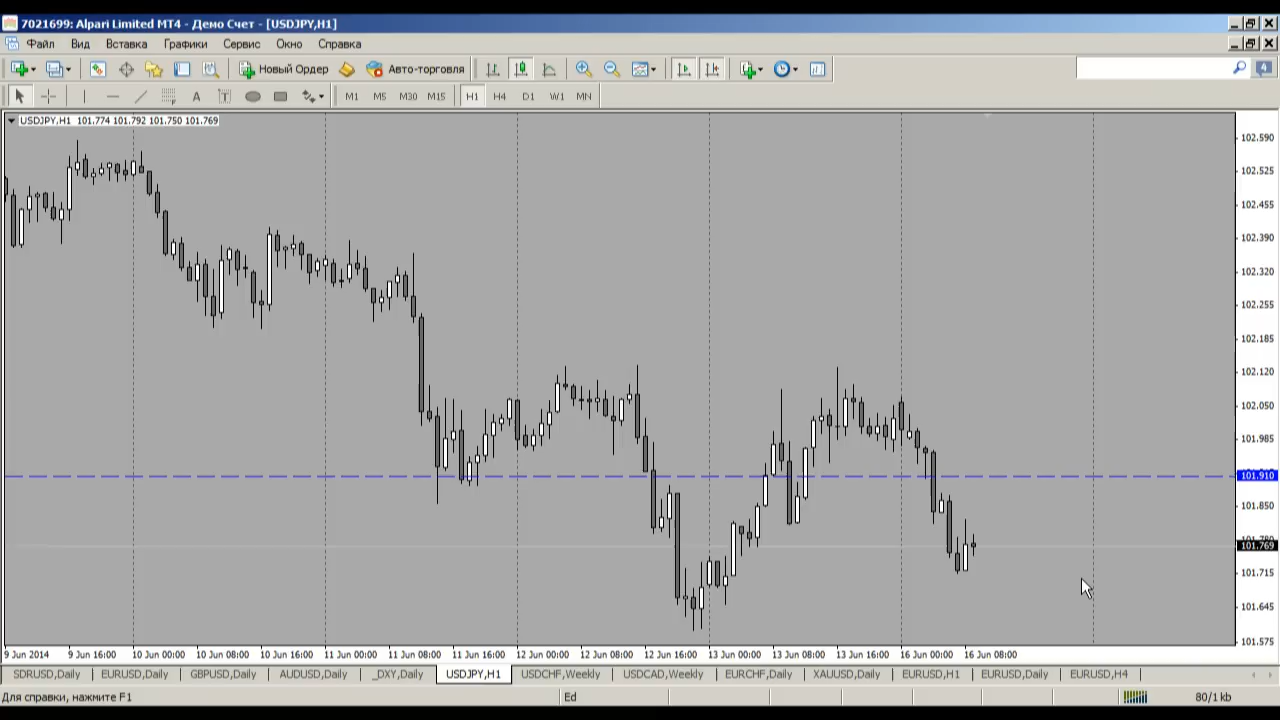 7021699: Alpari Limited MT4 - Демо Счет - [USDJPY,H1]
Файл Вид Вставка Графики Сервис Окно Справка
Новый Ордер Авто-торговля 4
A T M1 M5 M30 M15 H1 H4 D1 W1 MN
USDJPY,H1 101.774 101.792 101.750 101.769
102.590
102.525
102.455
102.390
102.320
102.255
102.185
102.120
102.050
101.985
101.910
101.850
101.780
101.769
101.715
101.645
101.575
9 Jun 2014 9 Jun 16:00 10 Jun 00:00 10 Jun 08:00 10 Jun 16:00 11 Jun 00:00 11 Jun 08:00 11 Jun 16:00 12 Jun 00:00 12 Jun 08:00 12 Jun 16:00 13 Jun 00:00 13 Jun 08:00 13 Jun 16:00 16 Jun 00:00 16 Jun 08:00
SDRUSD,Daily EURUSD,Daily GBPUSD,Daily AUDUSD,Daily _DXY,Daily USDJPY,H1 USDCHF,Weekly USDCAD,Weekly EURCHF,Daily XAUUSD,Daily EURUSD,H1 EURUSD,Daily EURUSD,H4
Для справки, нажмите F1 Ed 80/1 kb